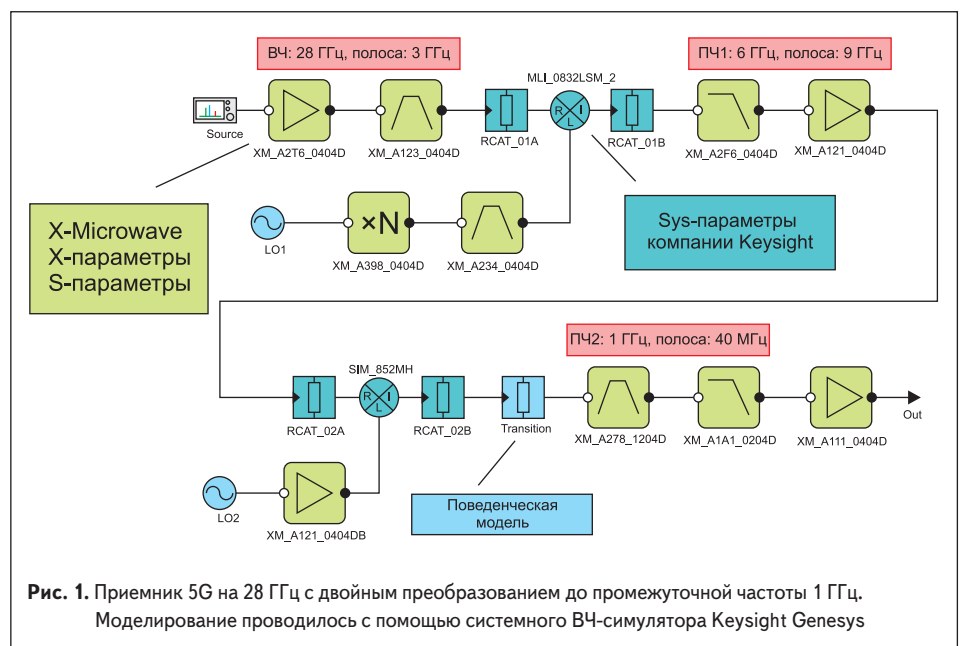 ВЧ: 28 ГГц, полоса: 3 ГГц
ПЧ1: 6 ГГц, полоса: 9 ГГц
MLI_0832LSM_2
R
I
L
Source
XM_A2T6_0404D
XM_A123_0404D
RCAT_01A
RCAT_01B
XM_A2F6_0404D
XM_A121_0404D
X-Microwave
X-параметры
S-параметры
×N
LO1
XM_A398_0404D
XM_A234_0404D
Sys-параметры
компании Keysight
ПЧ2: 1 ГГц, полоса: 40 МГц
SIM_852MH
R
I
L
RCAT_02A
RCAT_02B
Transition
XM_A278_1204D
XM_A1A1_0204D
XM_A111_0404D
Out
LO2
XM_A121_0404DB
Поведенческая
модель
Рис. 1. Приемник 5G на 28 ГГц с двойным преобразованием до промежуточной частоты 1 ГГц.
Моделирование проводилось с помощью системного ВЧ-симулятора Keysight Genesys